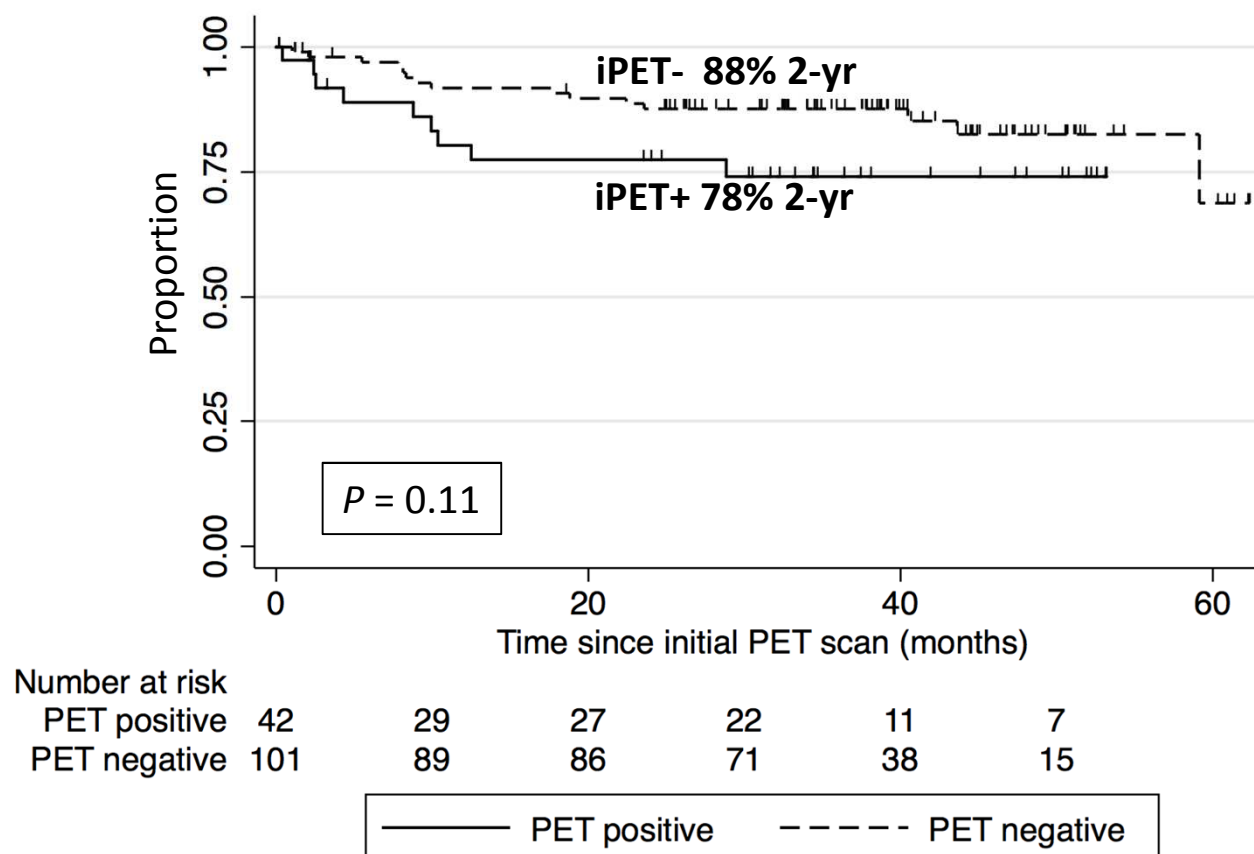 1.00
0.75
0.50
0.25
0.00
Proportion
iPET- 88% 2-yr
iPET+ 78% 2-yr
P = 0.11
0 20 40 60
Time since initial PET scan (months)
Number at risk
PET positive 42 29 27 22 11 7
PET negative 101 89 86 71 38 15
PET positive PET negative